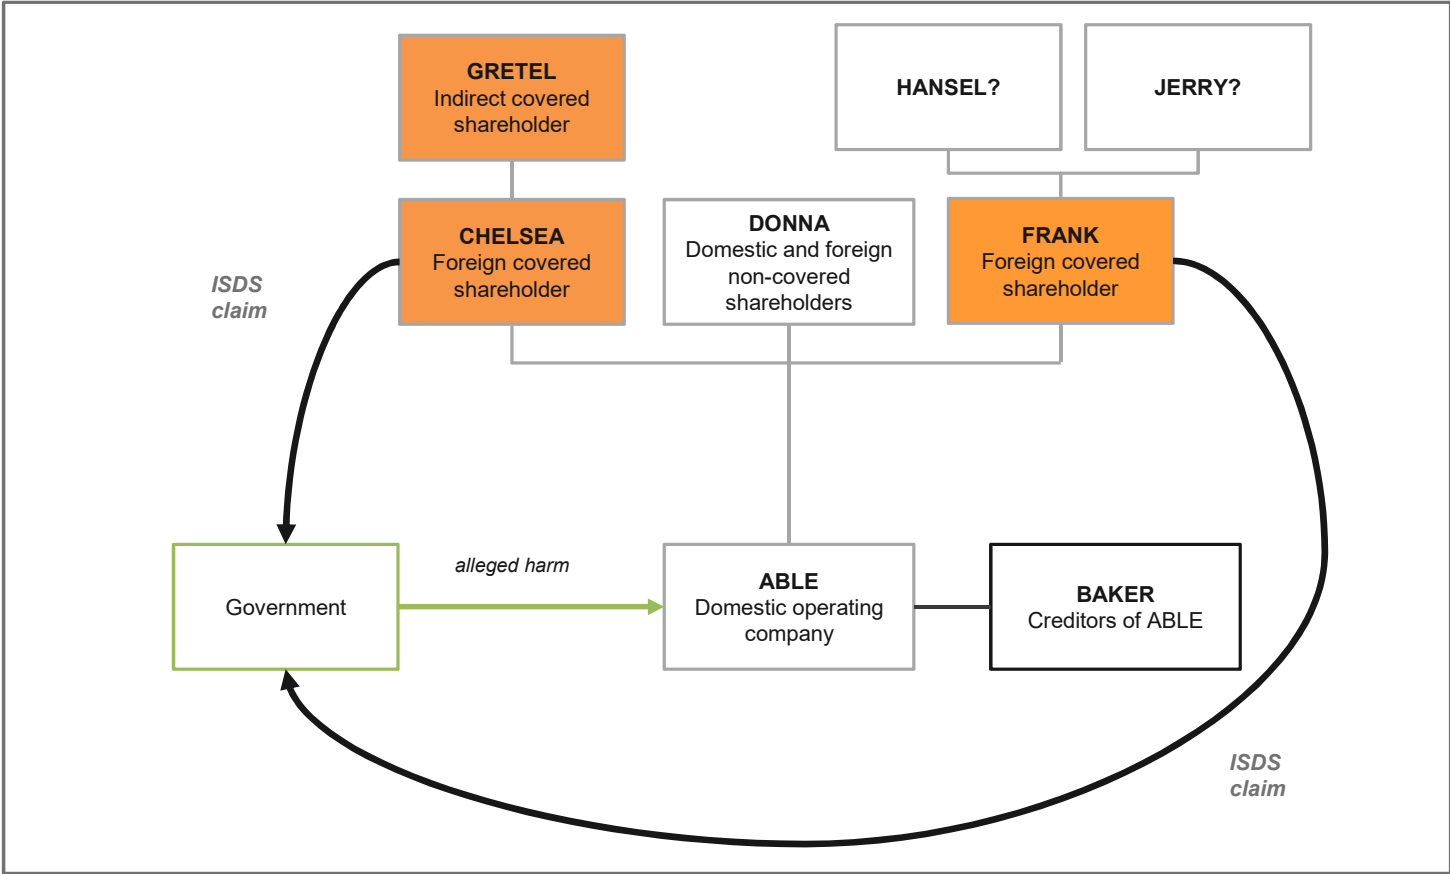 GRETEL
Indirect covered
shareholder
HANSEL?
JERRY?
CHELSEA
Foreign covered
shareholder
DONNA
Domestic and foreign
non-covered
shareholders
FRANK
Foreign covered
shareholder
ISDS
claim
Government
alleged harm
ABLE
Domestic operating
company
BAKER
Creditors of ABLE
ISDS
claim